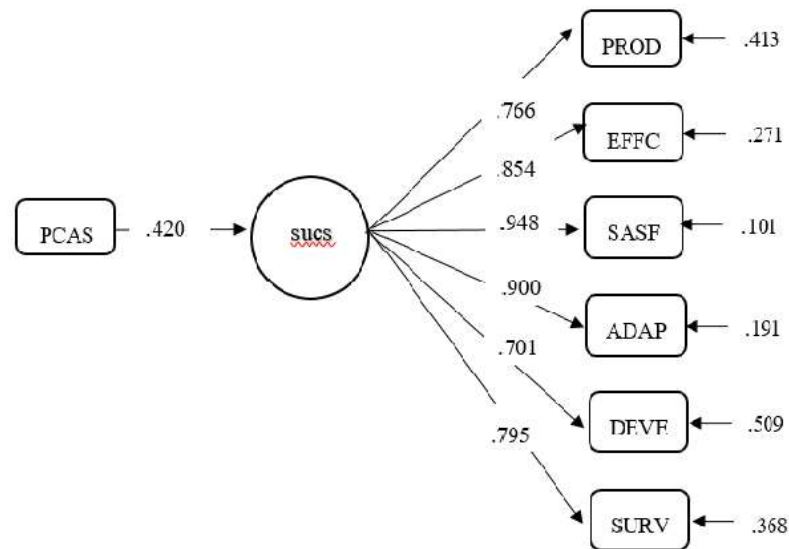 PROD
.413
.766
EFFC
.271
.854
PCAS
.420
sucs
.948
SASF
.101
.900
ADAP
.191
.701
DEVE
.509
.795
SURV
.368